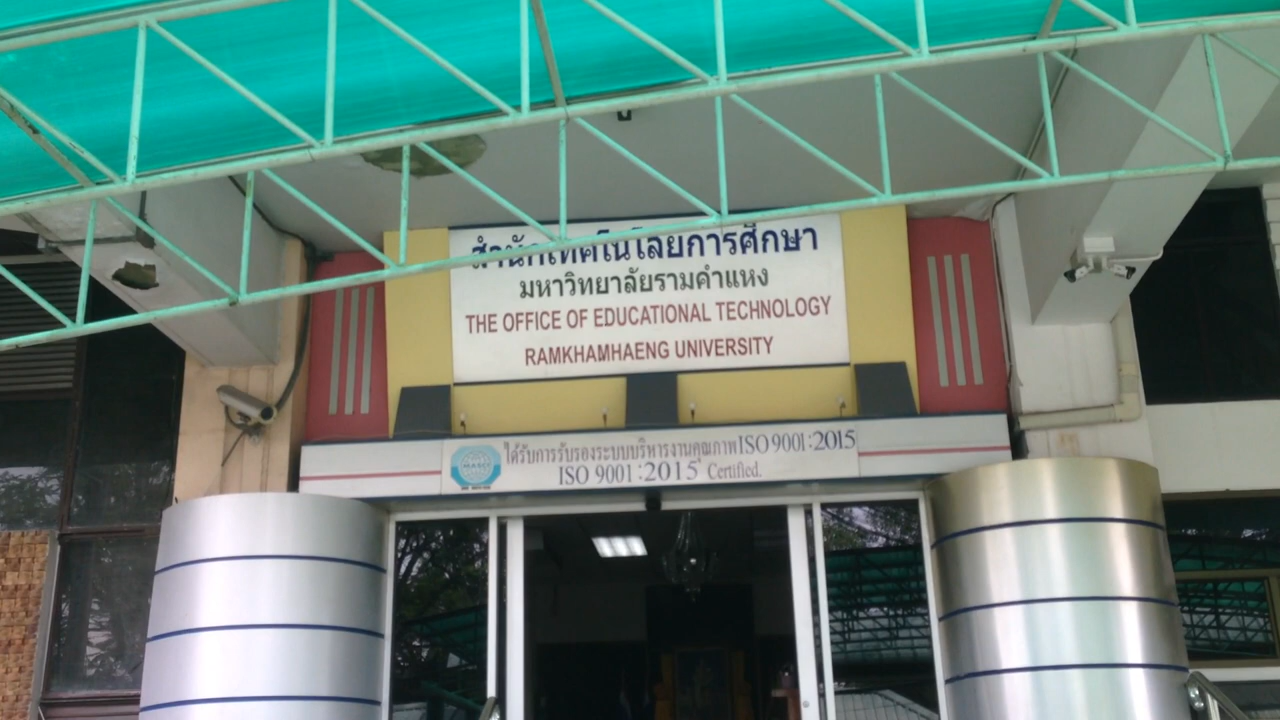 สำนักเทคโนโลยีการศึกษา
มหาวิทยาลัยรามคำแหง
THE OFFICE OF EDUCATIONAL TECHNOLOGY
RAMKHAMHAENG UNIVERSITY
ได้รับการรับรองระบบบริหารงานคุณภาพ ISO 9001:2015
ISO 9001:2015 Certified.